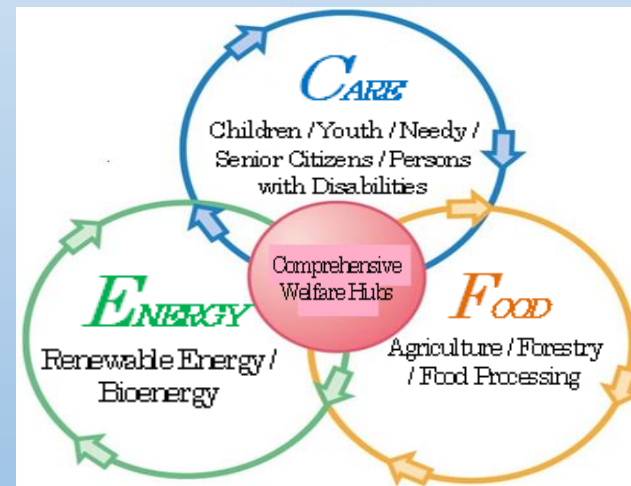 CARE
Children / Youth / Needy /
Senior Citizens / Persons
with Disabilities
Comprehensive
Welfare Hubs
ENERGY
Renewable Energy /
Bioenergy
FOOD
Agriculture / Forestry
/ Food Processing